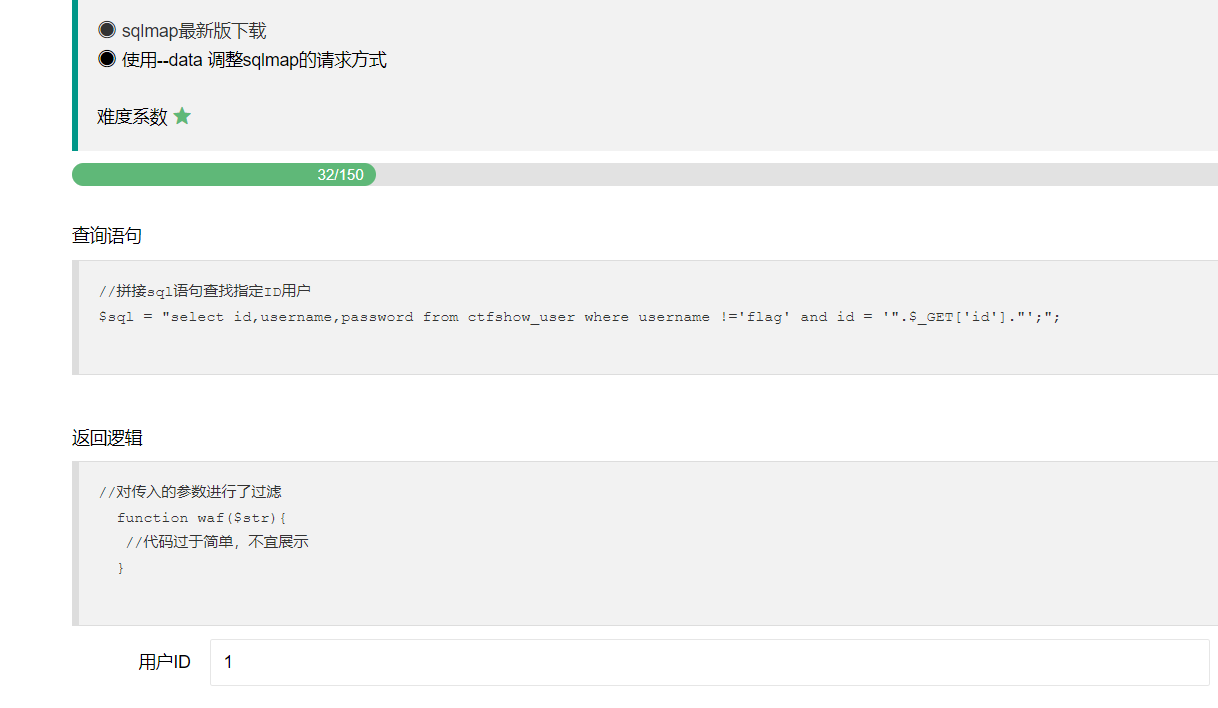 sqlmap最新版下载
使用--data 调整sqlmap的请求方式
难度系数
32/150
查询语句
//拼接sql语句查找指定ID用户
$sql = "select id,username,password from ctfshow_user where username !='flag' and id = '".$_GET['id']."';";
返回逻辑
//对传入的参数进行了过滤
function waf($str){
//代码过于简单，不宜展示
}
用户ID
1